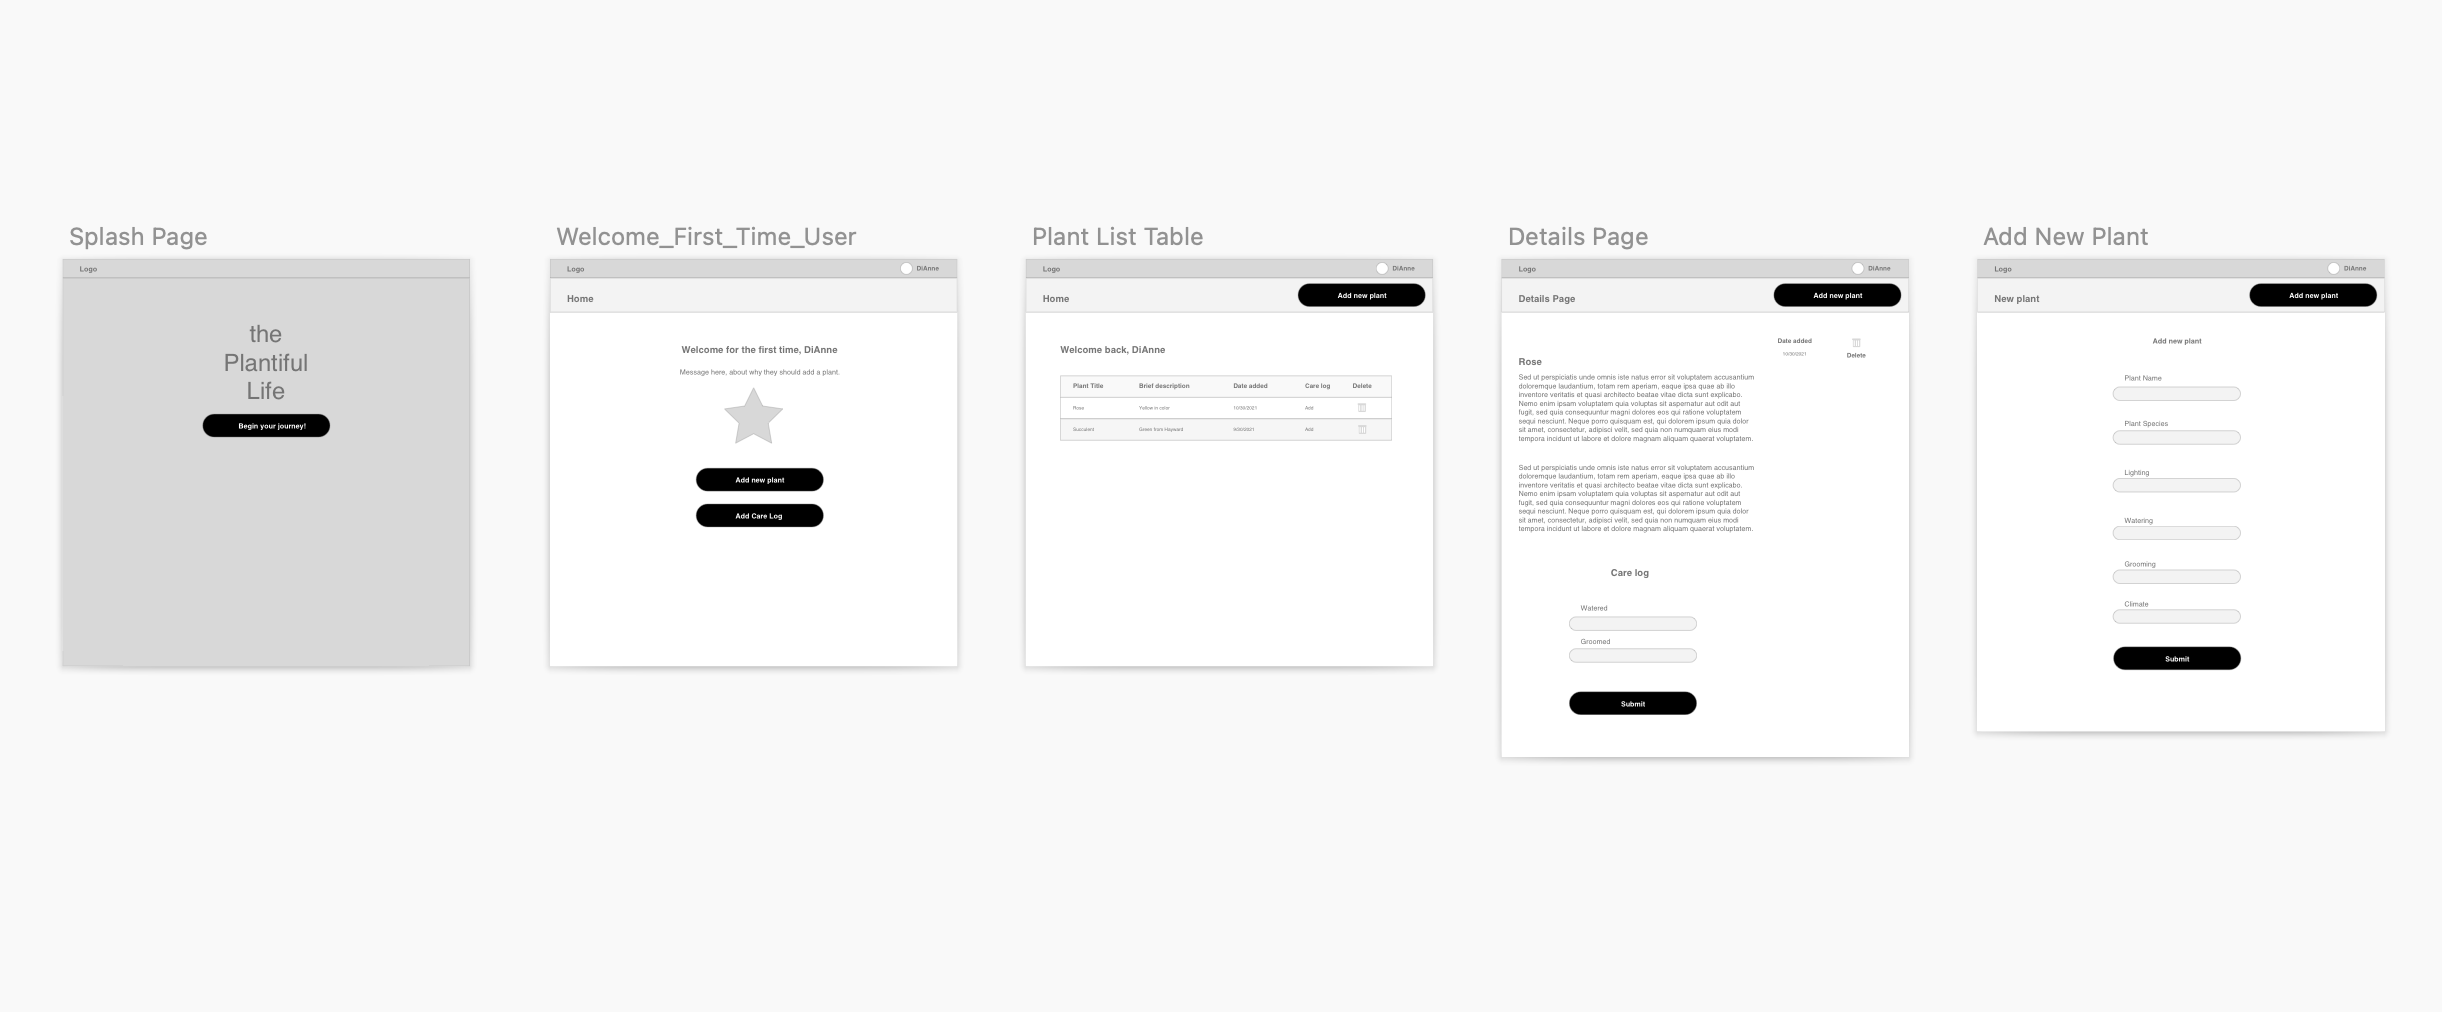 Splash Page
Logo
the
Plantiful
Life
Begin your journey!
Welcome_First_Time_User
Logo
DiAnne
Home
Welcome for the first time, DiAnne
Message here, about why they should add a plant.
Add new plant
Add Care Log
Plant List Table
Logo
DiAnne
Home
Add new plant
Welcome back, DiAnne
Plant Title Brief description Date added Care log Delete
Rose Yellow in color 10/30/2021 Add
Succulent Green from Hayward 9/30/2021 Add
Details Page
Logo
DiAnne
Details Page
Add new plant
Date added
10/30/2021
Delete
Rose
Sed ut perspiciatis unde omnis iste natus error sit voluptatem accusantium
doloremque laudantium, totam rem aperiam, eaque ipsa quae ab illo
inventore veritatis et quasi architecto beatae vitae dicta sunt explicabo.
Nemo enim ipsam voluptatem quia voluptas sit aspernatur aut odit aut
fugit, sed quia consequuntur magni dolores eos qui ratione voluptatem
sequi nesciunt. Neque porro quisquam est, qui dolorem ipsum quia dolor
sit amet, consectetur, adipisci velit, sed quia non numquam eius modi
tempora incidunt ut labore et dolore magnam aliquam quaerat voluptatem.
Sed ut perspiciatis unde omnis iste natus error sit voluptatem accusantium
doloremque laudantium, totam rem aperiam, eaque ipsa quae ab illo
inventore veritatis et quasi architecto beatae vitae dicta sunt explicabo.
Nemo enim ipsam voluptatem quia voluptas sit aspernatur aut odit aut
fugit, sed quia consequuntur magni dolores eos qui ratione voluptatem
sequi nesciunt. Neque porro quisquam est, qui dolorem ipsum quia dolor
sit amet, consectetur, adipisci velit, sed quia non numquam eius modi
tempora incidunt ut labore et dolore magnam aliquam quaerat voluptatem.
Care log
Watered
Groomed
Submit
Add New Plant
Logo
DiAnne
New plant
Add new plant
Add new plant
Plant Name
Plant Species
Lighting
Watering
Grooming
Climate
Submit